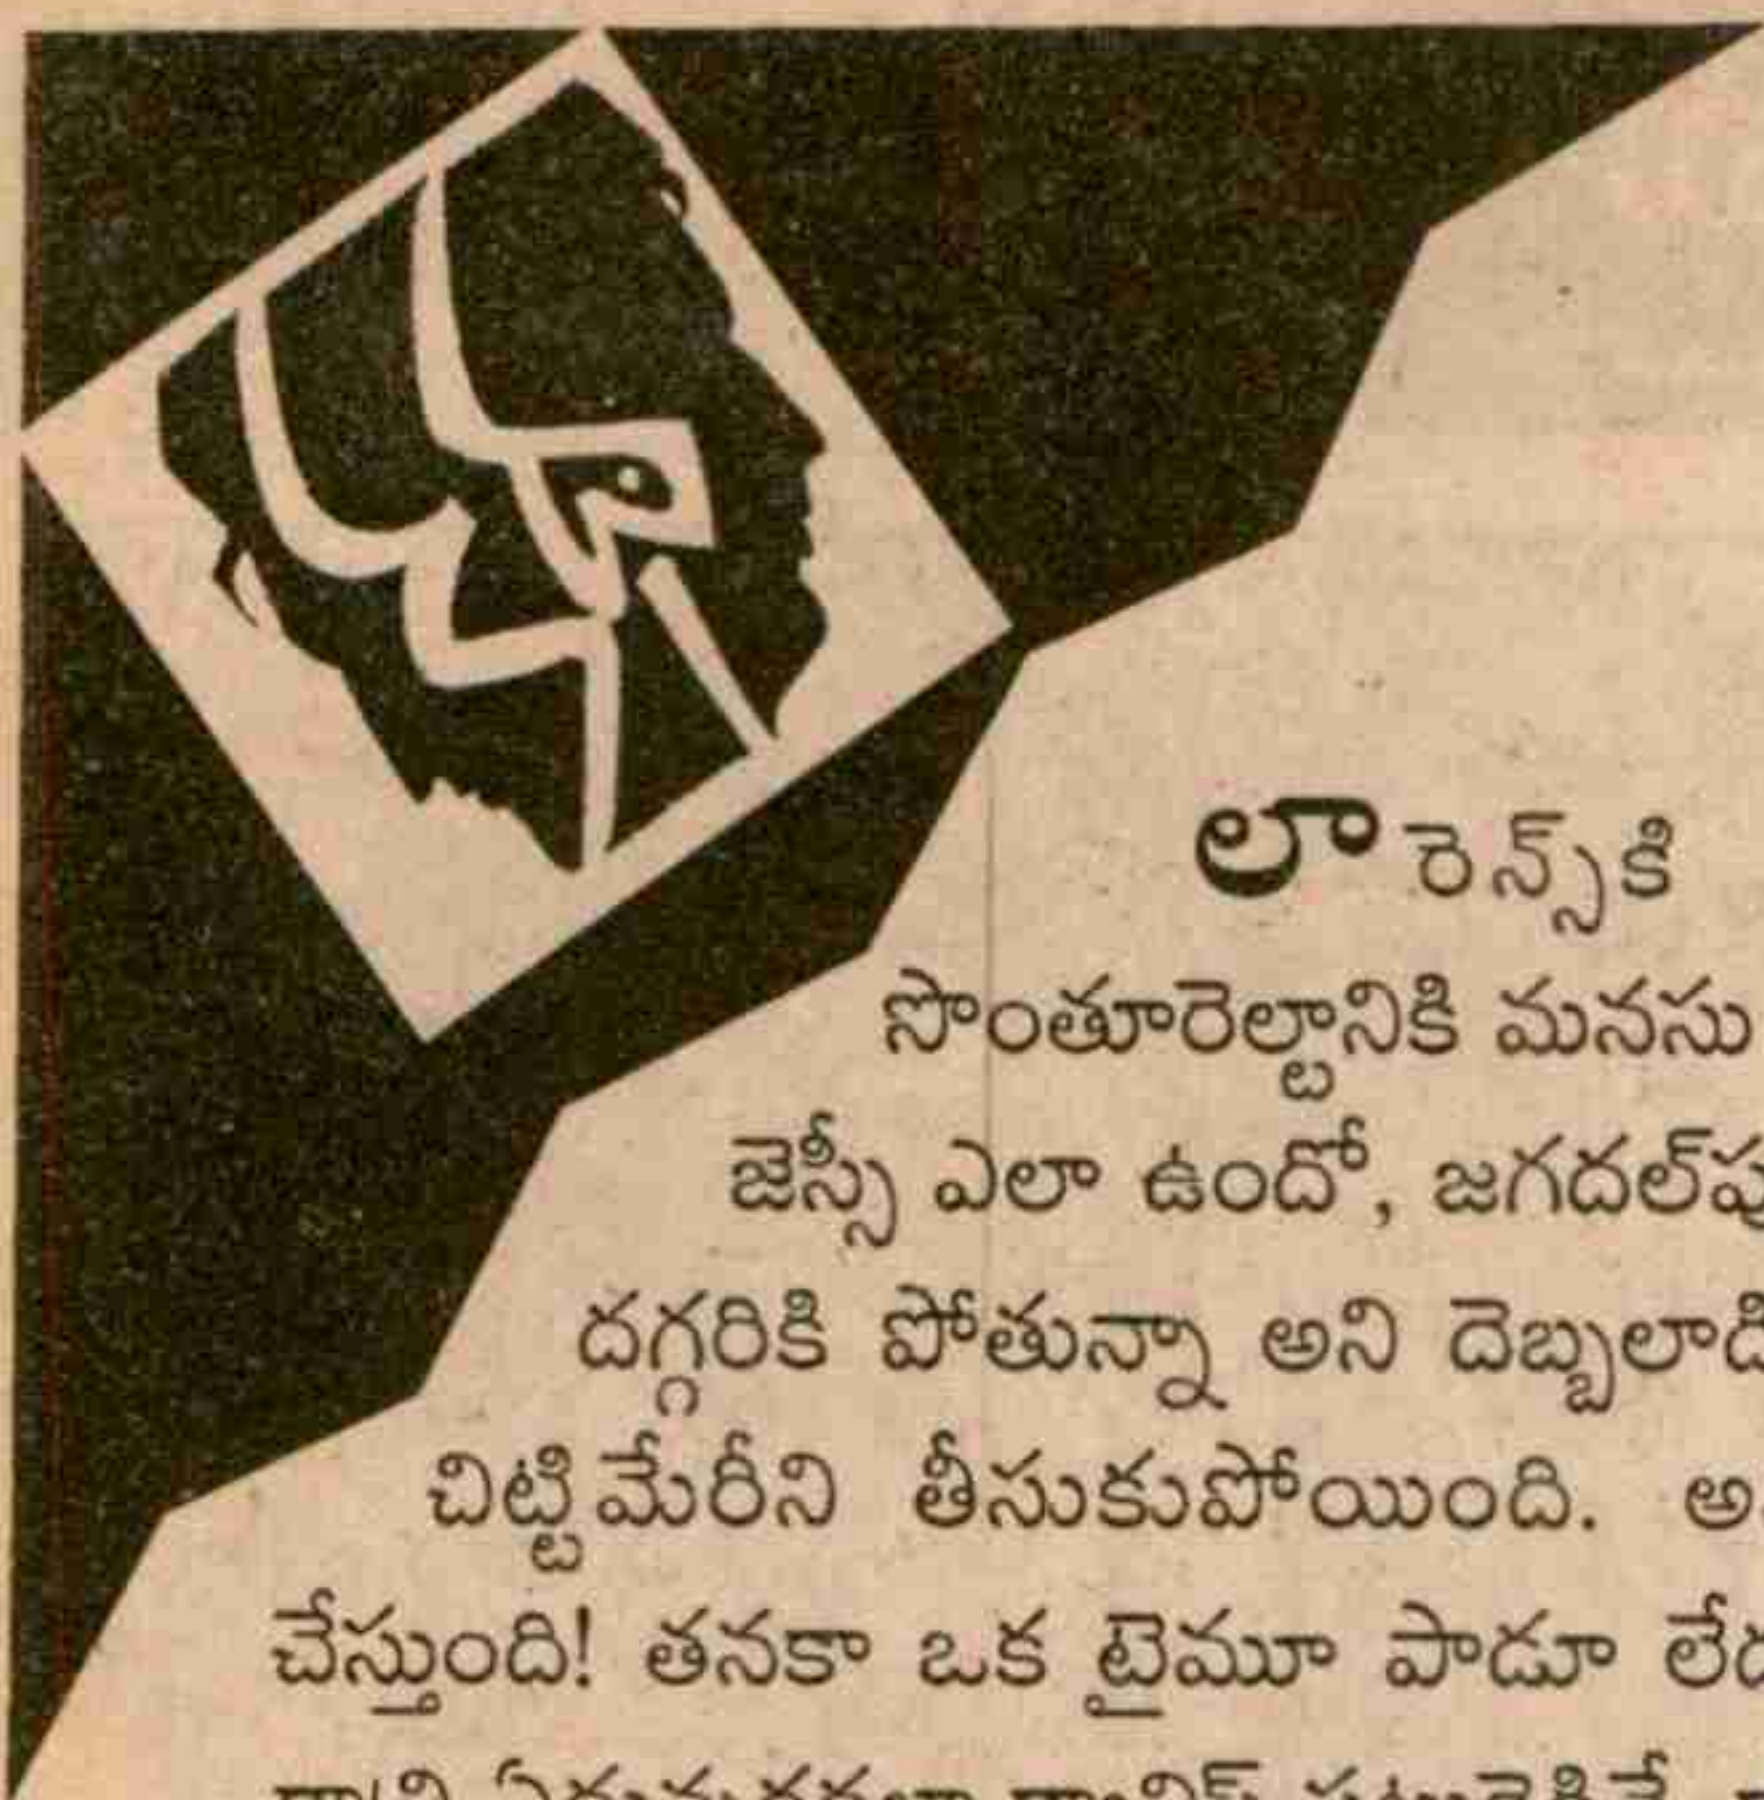 లారెన్స్‌కి
సొంతూరెల్టానికి మనసు
జెస్సీ ఎలా ఉందో, జగదల్‌పు
దగ్గరికి పోతున్నా అని దెబ్బలాడి
చిట్టిమేరీని తీసుకుపోయింది. అ
చేస్తుంది! తనకా ఒక టైమూ పాడూ